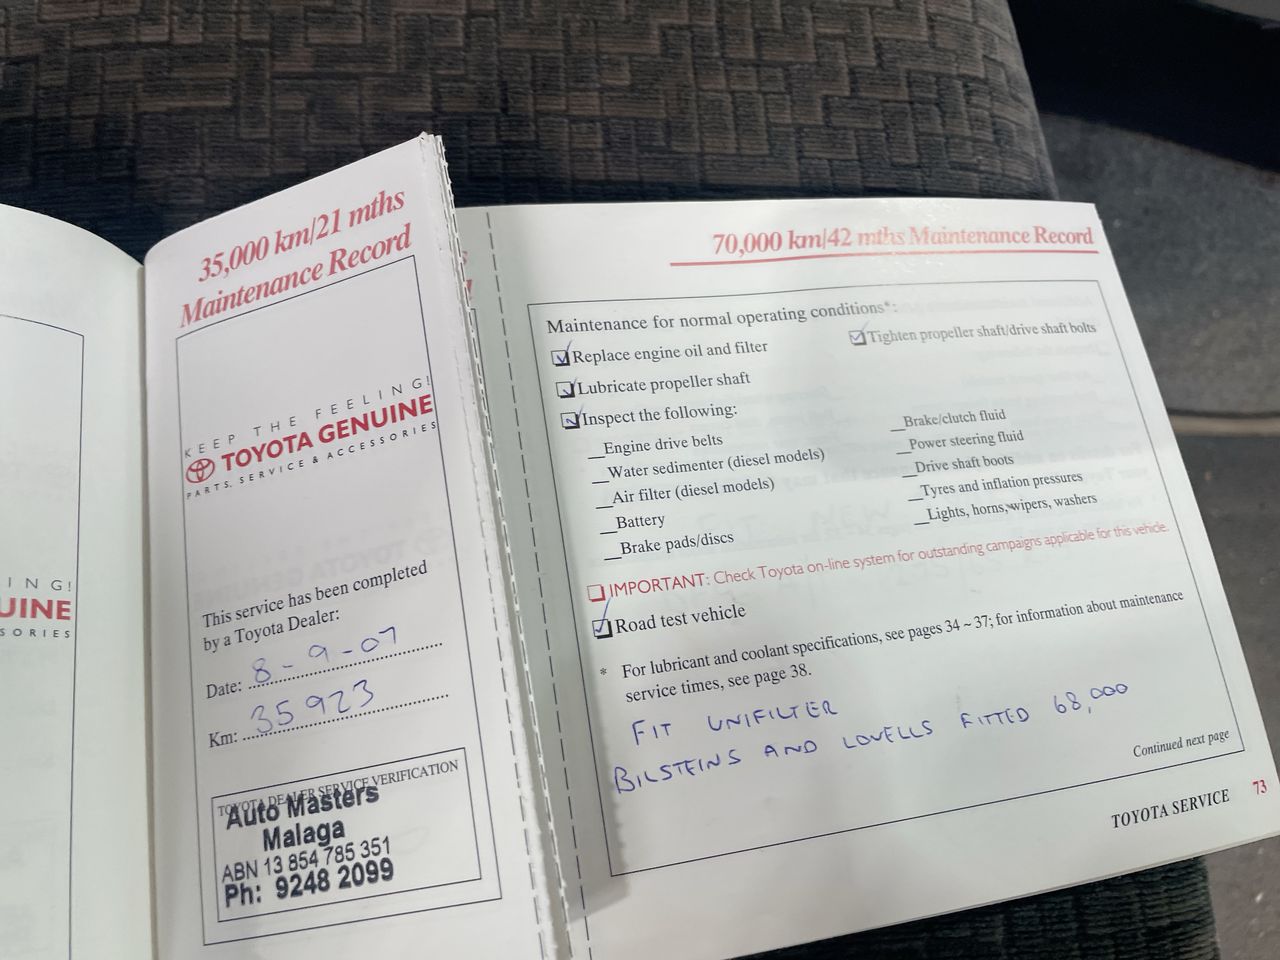 35,000 km/21 mths
Maintenance Record
KEEP THE FEELING!
TOYOTA GENUINE
PARTS, SERVICE & ACCESSORIES
This service has been completed
by a Toyota Dealer:
Date: 8-9-07
Km: 35923
TOYOTA DEALER SERVICE VERIFICATION
Auto Masters
Malaga
ABN 13 854 785 351
Ph: 9248 2099
ING!
UINE
SORIES
70,000 km/42 mths Maintenance Record
Maintenance for normal operating conditions*:
Replace engine oil and filter
Tighten propeller shaft/drive shaft bolts
Lubricate propeller shaft
Inspect the following:
Engine drive belts
Water sedimenter (diesel models)
Air filter (diesel models)
Battery
Brake pads/discs
Brake/clutch fluid
Power steering fluid
Drive shaft boots
Tyres and inflation pressures
Lights, horns, wipers, washers
IMPORTANT: Check Toyota on-line system for outstanding campaigns applicable for this vehicle.
Road test vehicle
* For lubricant and coolant specifications, see pages 34 ~ 37; for information about maintenance
service times, see page 38.
FIT UNIFILTER
BILSTEINS AND LOVELLS FITTED 68,000
Continued next page
TOYOTA SERVICE 73